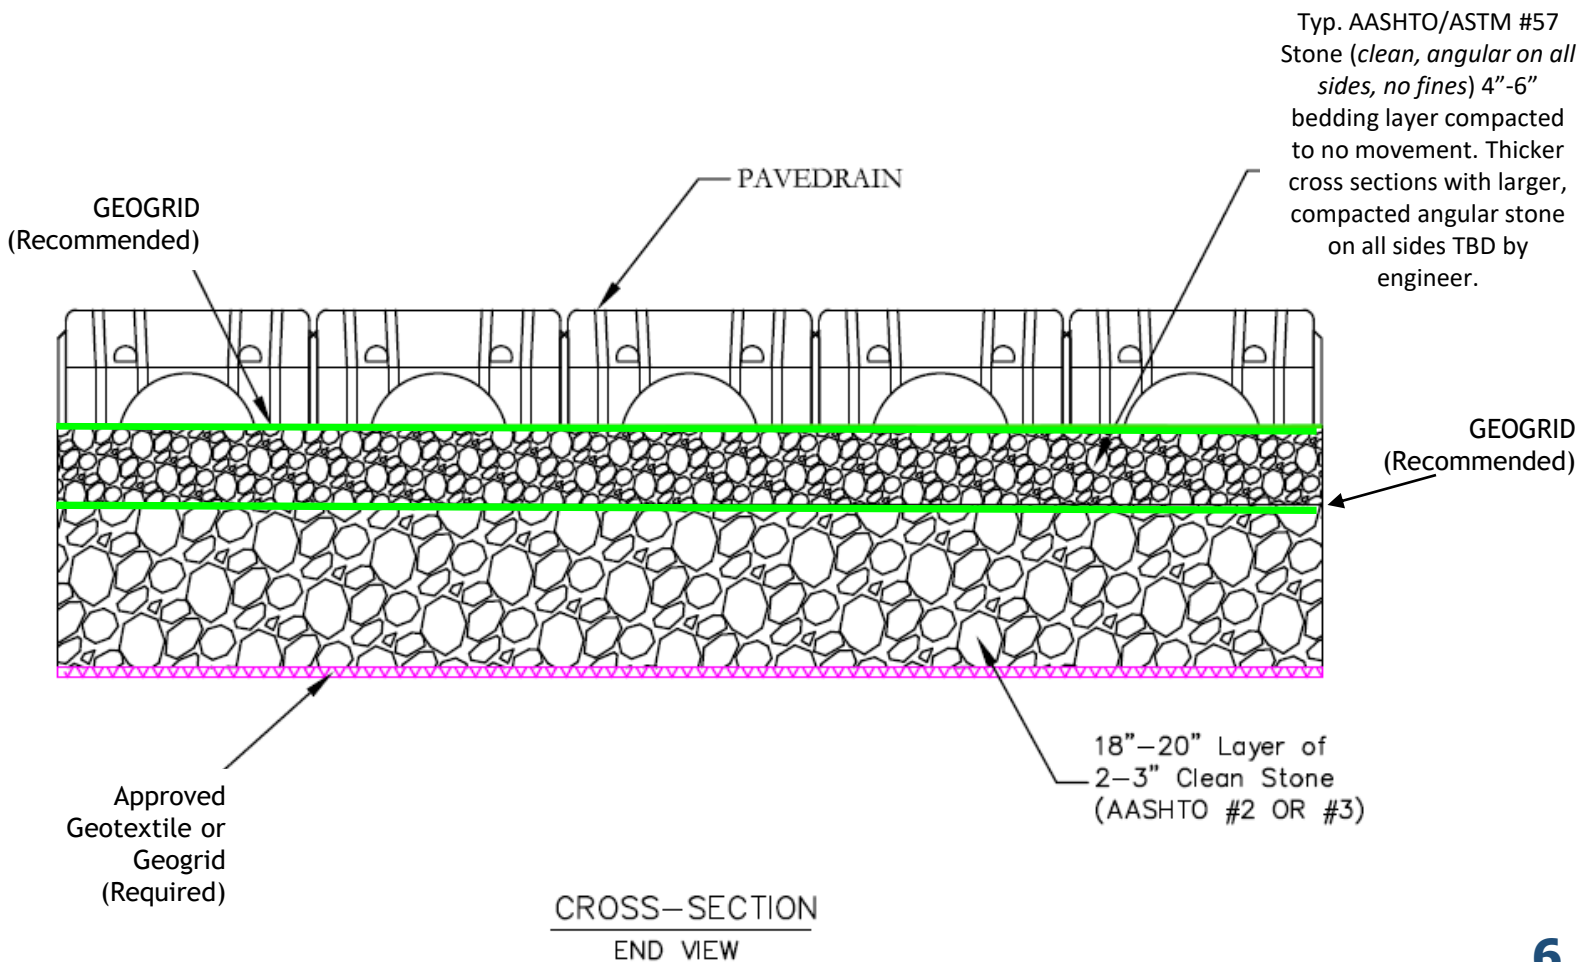 Typ. AASHTO/ASTM #57
Stone (clean, angular on all
sides, no fines) 4”-6”
bedding layer compacted
to no movement. Thicker
cross sections with larger,
compacted angular stone
on all sides TBD by
engineer.
PAVEDRAIN
GEOGRID
(Recommended)
GEOGRID
(Recommended)
18”–20” Layer of
2–3” Clean Stone
(AASHTO #2 OR #3)
Approved
Geotextile or
Geogrid
(Required)
CROSS–SECTION
END VIEW
6